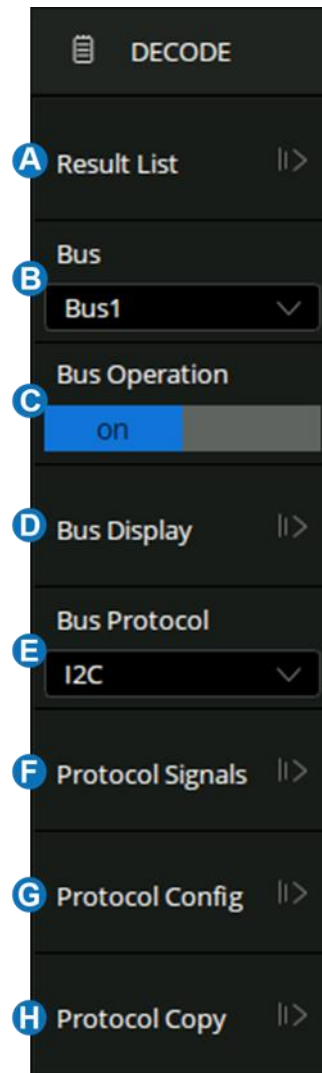 DECODE
A Result List
Bus
B
Bus1
Bus Operation
C
on
D Bus Display
Bus Protocol
E
I2C
F Protocol Signals
G Protocol Config
H Protocol Copy